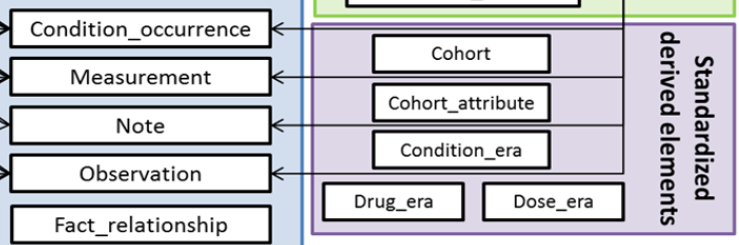 Condition_occurrence
Measurement
Note
Observation
Fact_relationship
Cohort
Cohort_attribute
Condition_era
Drug_era
Dose_era
Standardized
derived elements